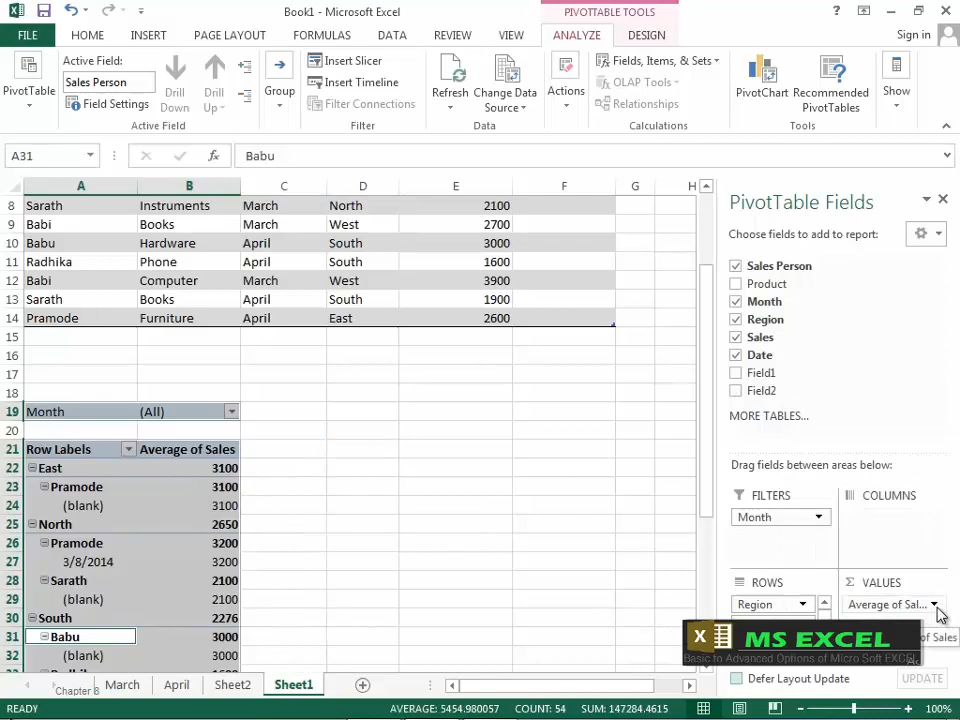 Book1 - Microsoft Excel
PIVOTTABLE TOOLS
FILE HOME INSERT PAGE LAYOUT FORMULAS DATA REVIEW VIEW ANALYZE DESIGN Sign in
PivotTable
Active Field:
Sales Person
Field Settings
Drill Down
Drill Up
Active Field
Group
Insert Slicer
Insert Timeline
Filter Connections
Filter
Refresh
Change Data Source
Data
Actions
Fields, Items, & Sets
OLAP Tools
Relationships
Calculations
PivotChart
Recommended PivotTables
Tools
Show
A31 fx Babu
A B C D E F G H
8 Sarath Instruments March North 2100
9 Babi Books March West 2700
10 Babu Hardware April South 3000
11 Radhika Phone April South 1600
12 Babi Computer March West 3900
13 Sarath Books April South 1900
14 Pramode Furniture April East 2600
15
16
17
18
19 Month (All)
20
21 Row Labels Average of Sales
22 East 3100
23 Pramode 3100
24 (blank) 3100
25 North 2650
26 Pramode 3200
27 3/8/2014 3200
28 Sarath 2100
29 (blank) 2100
30 South 2276
31 Babu 3000
32 (blank) 3000
PivotTable Fields
Choose fields to add to report:
Sales Person
Product
Month
Region
Sales
Date
Field1
Field2
MORE TABLES...
Drag fields between areas below:
FILTERS COLUMNS
Month
ROWS Σ VALUES
Region Average of Sal...
of Sales
MS EXCEL
Basic to Advanced Options of Micro Soft EXCEL
Defer Layout Update UPDATE
Chapter 8
March April Sheet2 Sheet1
READY AVERAGE: 5454.980057 COUNT: 54 SUM: 147284.4615 100%